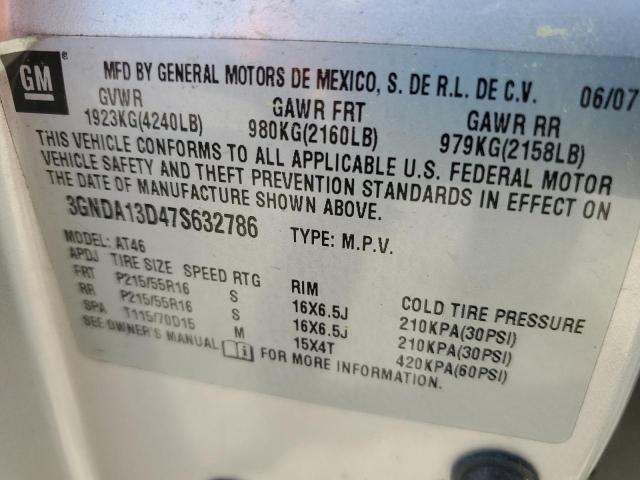 GM
MFD BY GENERAL MOTORS DE MEXICO, S. DE R.L. DE C.V. 06/07
GVWR GAWR FRT GAWR RR
1923KG(4240LB) 980KG(2160LB) 979KG(2158LB)
THIS VEHICLE CONFORMS TO ALL APPLICABLE U.S. FEDERAL MOTOR
VEHICLE SAFETY AND THEFT PREVENTION STANDARDS IN EFFECT ON
THE DATE OF MANUFACTURE SHOWN ABOVE.
3GNDA13D47S632786 TYPE: M.P.V.
MODEL: AT46
APDJ TIRE SIZE SPEED RTG RIM COLD TIRE PRESSURE
FRT P215/55R16 S 16X6.5J 210KPA(30PSI)
RR P215/55R16 S 16X6.5J 210KPA(30PSI)
SPA T115/70D15 M 15X4T 420KPA(60PSI)
SEE OWNER'S MANUAL FOR MORE INFORMATION.